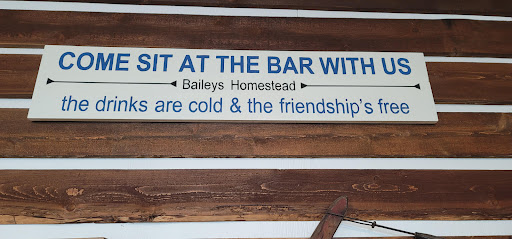 COME SIT AT THE BAR WITH US
Baileys Homestead
the drinks are cold & the friendship's free